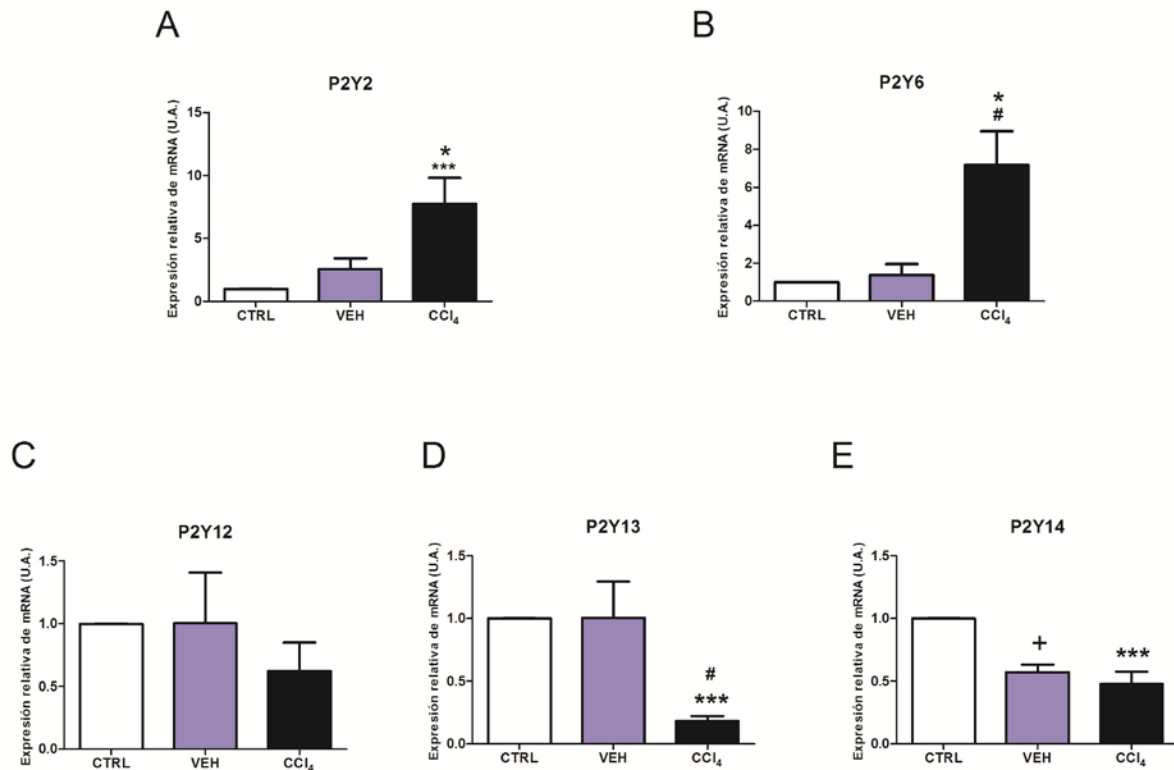 A
P2Y2
Expresión relativa de mRNA (U.A.)
15
10
5
0
*
***
CTRL VEH CCl₄
B
P2Y6
Expresión relativa de mRNA (U.A.)
10
8
6
4
2
0
*
#
CTRL VEH CCl₄
C
P2Y12
Expresión relativa de mRNA (U.A.)
1.5
1.0
0.5
0.0
CTRL VEH CCl₄
D
P2Y13
Expresión relativa de mRNA (U.A.)
1.5
1.0
0.5
0.0
#
***
CTRL VEH CCl₄
E
P2Y14
Expresión relativa de mRNA (U.A.)
1.5
1.0
0.5
0.0
+
***
CTRL VEH CCl₄